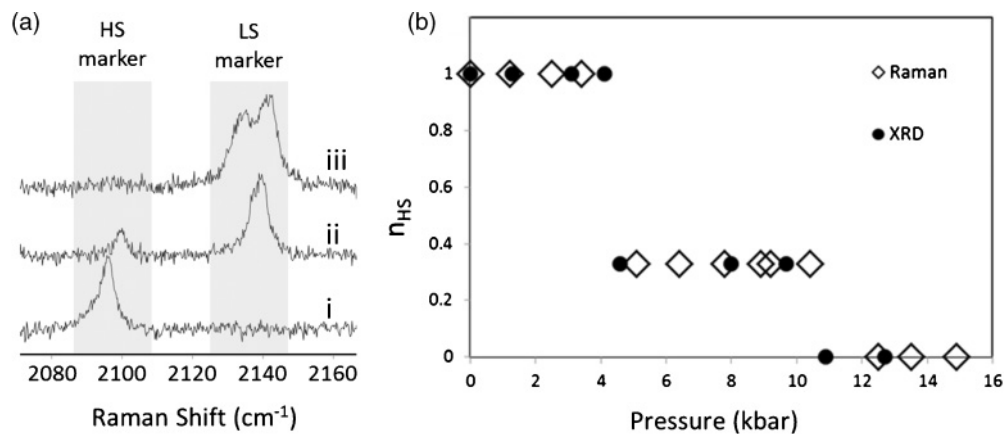 (a)
HS
marker
LS
marker
iii
ii
i
2080 2100 2120 2140 2160
Raman Shift (cm⁻¹)
(b)
1
0.8
0.6
0.4
0.2
0
n_HS
Raman
XRD
0 2 4 6 8 10 12 14 16
Pressure (kbar)